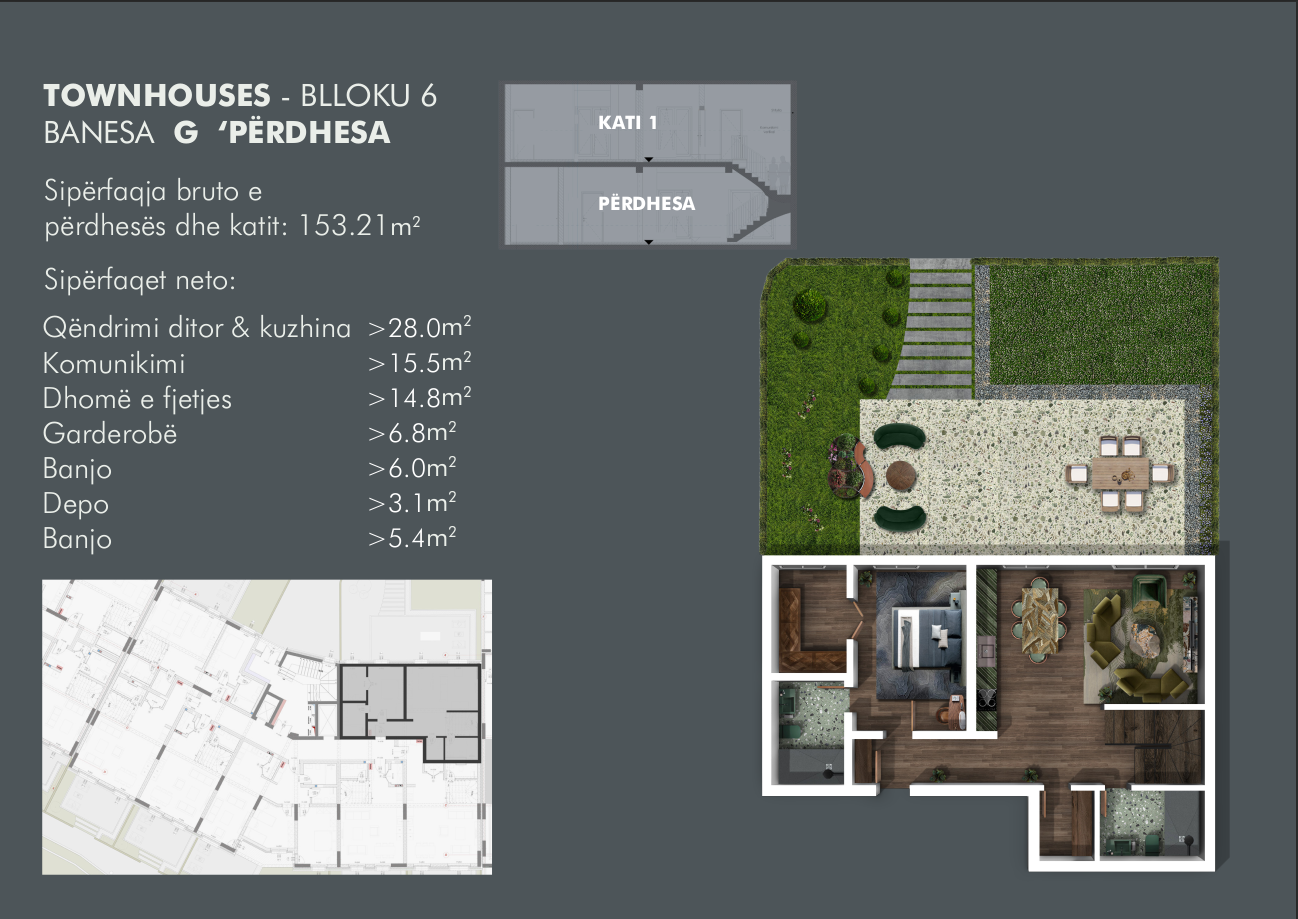 TOWNHOUSES - BLLOKU 6
BANESA G ‘PËRDHESA
Sipërfaqja bruto e
përdhesës dhe katit: 153.21m²
Sipërfaqet neto:
Qëndrimi ditor & kuzhina >28.0m²
Komunikimi >15.5m²
Dhomë e fjetjes >14.8m²
Garderobë >6.8m²
Banjo >6.0m²
Depo >3.1m²
Banjo >5.4m²
KATI 1
PËRDHESA